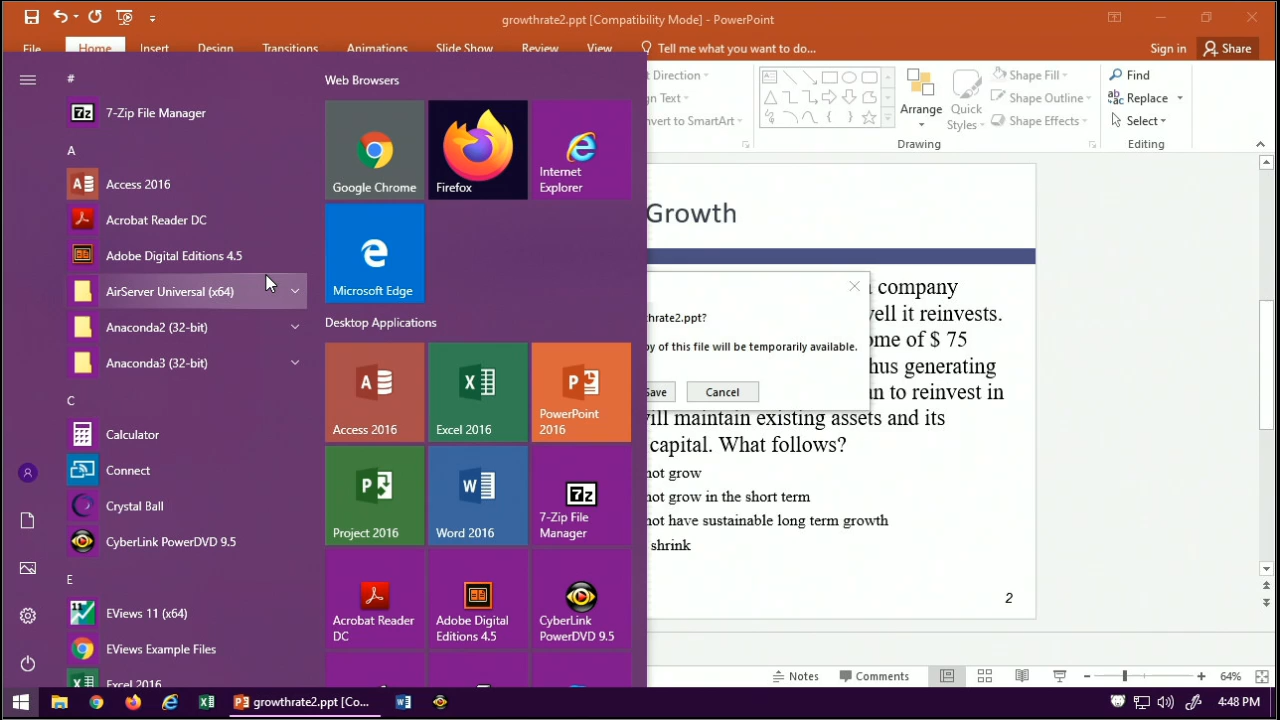 growthrate2.ppt [Compatibility Mode] - PowerPoint
File Home Insert Design Transitions Animations Slide Show Review View Tell me what you want to do... Sign in Share
#
7-Zip File Manager
A
Access 2016
Acrobat Reader DC
Adobe Digital Editions 4.5
AirServer Universal (x64)
Anaconda2 (32-bit)
Anaconda3 (32-bit)
C
Calculator
Connect
Crystal Ball
CyberLink PowerDVD 9.5
E
EViews 11 (x64)
EViews Example Files
Excel 2016
Web Browsers
Google Chrome
Firefox
Internet
Explorer
Microsoft Edge
Desktop Applications
Access 2016
Excel 2016
PowerPoint
2016
Project 2016
Word 2016
7-Zip File
Manager
Acrobat Reader
DC
Adobe Digital
Editions 4.5
CyberLink
PowerDVD 9.5
Direction
Text
vert to SmartArt
Arrange
Quick
Styles
Shape Fill
Shape Outline
Shape Effects
Drawing
Find
Replace
Select
Editing
Growth
company
vell it reinvests.
ome of $ 75
hus generating
an to reinvest in
will maintain existing assets and its
capital. What follows?
not grow
not grow in the short term
not have sustainable long term growth
shrink
2
hrate2.ppt?
py of this file will be temporarily available.
Save
Cancel
Notes
Comments
64%
growthrate2.ppt [Co...
4:48 PM